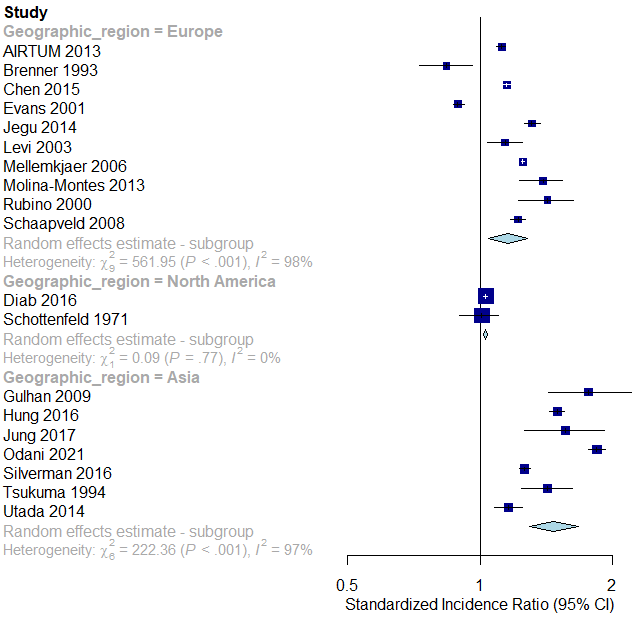 Study
Geographic_region = Europe
AIRTUM 2013
Brenner 1993
Chen 2015
Evans 2001
Jegu 2014
Levi 2003
Mellemkjaer 2006
Molina-Montes 2013
Rubino 2000
Schaapveld 2008
Random effects estimate - subgroup
Heterogeneity: χ²₉ = 561.95 (P < .001), I² = 98%
Geographic_region = North America
Diab 2016
Schottenfeld 1971
Random effects estimate - subgroup
Heterogeneity: χ²₁ = 0.09 (P = .77), I² = 0%
Geographic_region = Asia
Gulhan 2009
Hung 2016
Jung 2017
Odani 2021
Silverman 2016
Tsukuma 1994
Utada 2014
Random effects estimate - subgroup
Heterogeneity: χ²₆ = 222.36 (P < .001), I² = 97%
0.5 1 2
Standardized Incidence Ratio (95% CI)